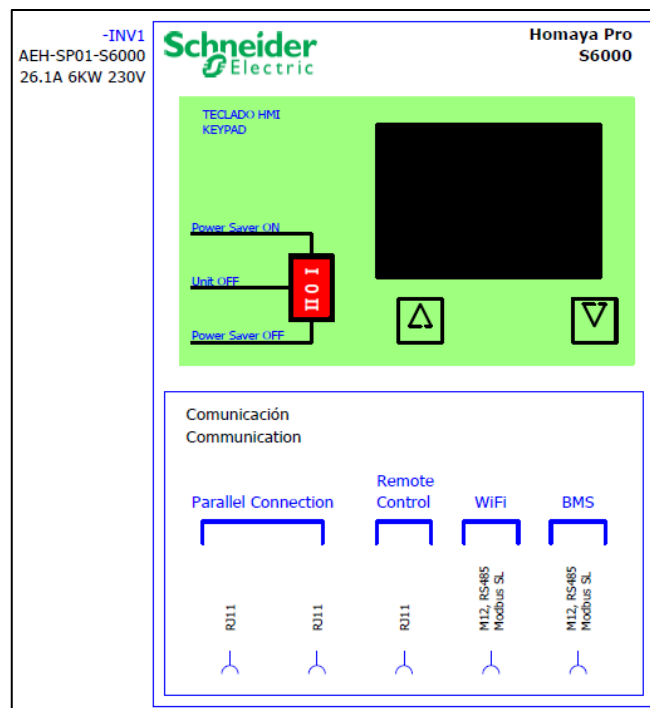 -INV1
AEH-SP01-S6000
26.1A 6KW 230V
Schneider
Electric
Homaya Pro
S6000
TECLADO HMI
KEYPAD
Power Saver ON
Unit OFF
Power Saver OFF
I O II
Comunicación
Communication
Parallel Connection
Remote
Control
WiFi
BMS
RJ11
RJ11
RJ11
M12, RS485
Modbus SL
M12, RS485
Modbus SL